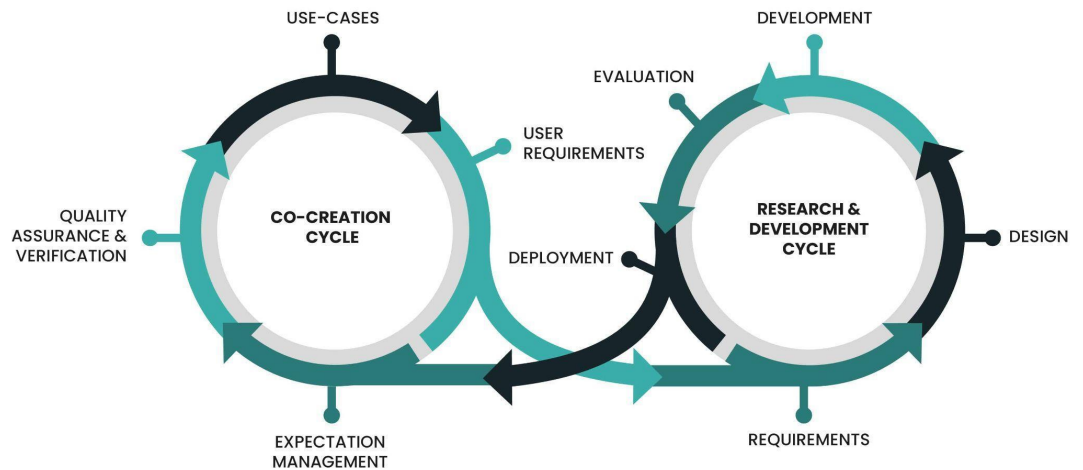 USE-CASES
DEVELOPMENT
EVALUATION
USER
REQUIREMENTS
QUALITY
ASSURANCE &
VERIFICATION
CO-CREATION
CYCLE
RESEARCH &
DEVELOPMENT
CYCLE
DEPLOYMENT
DESIGN
EXPECTATION
MANAGEMENT
REQUIREMENTS